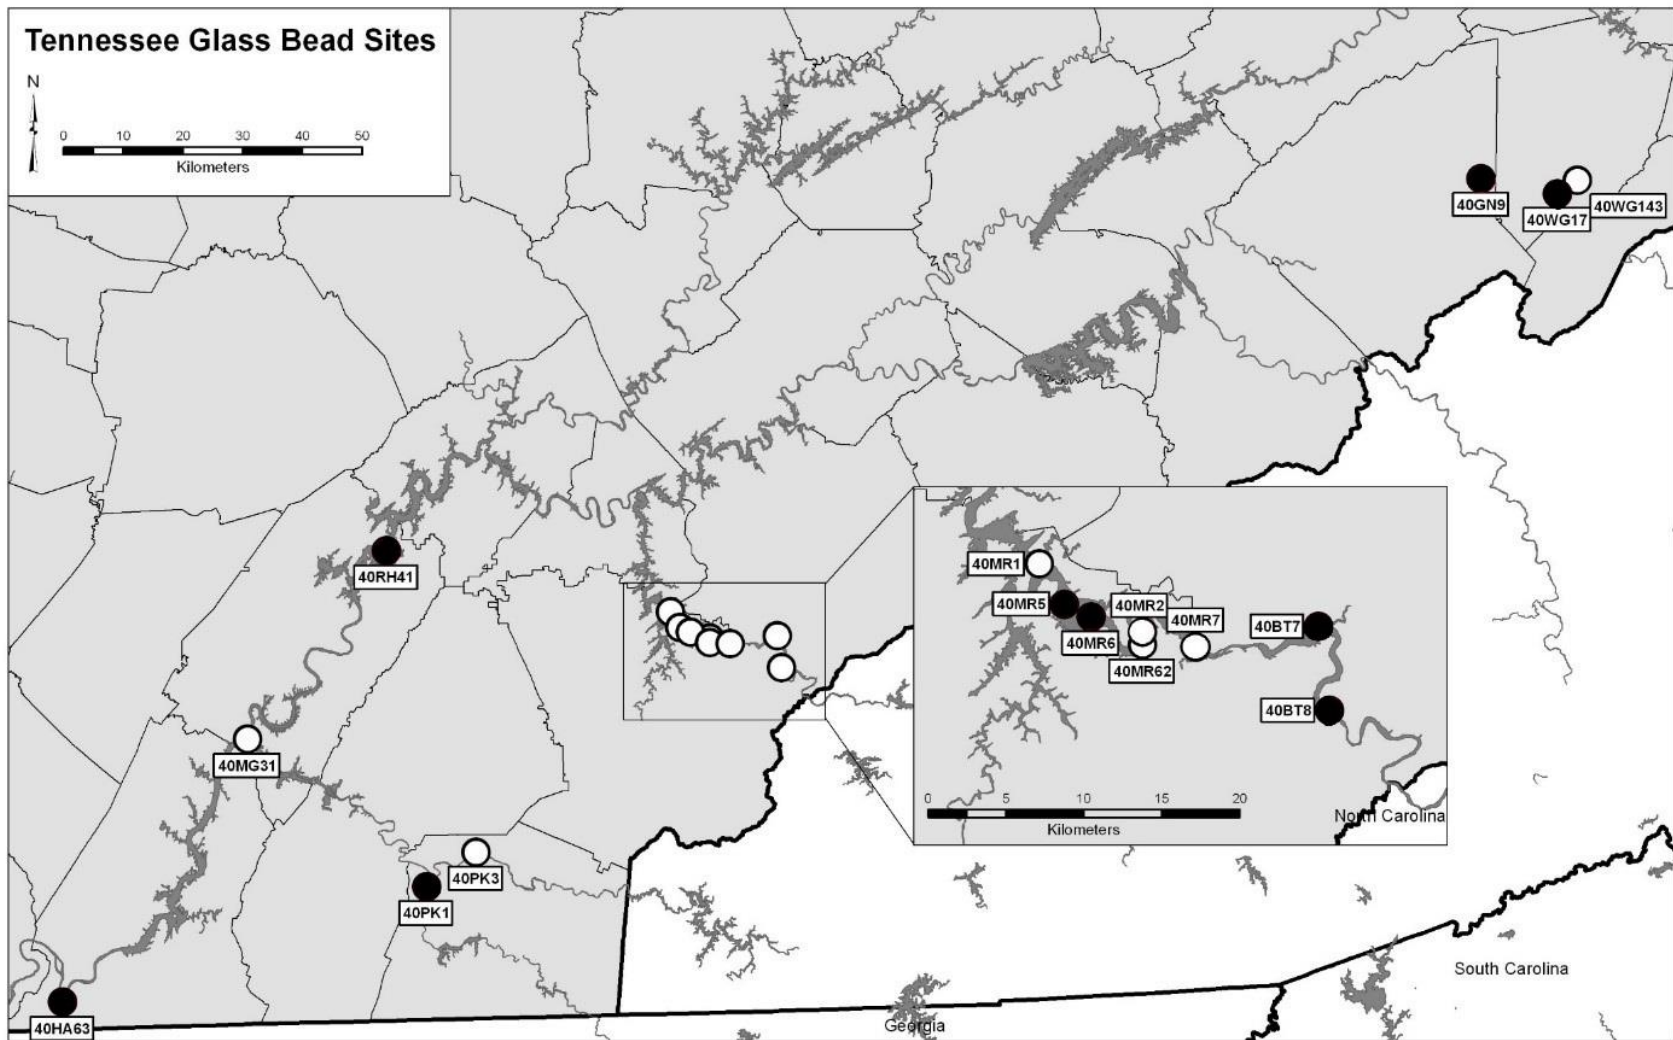 Tennessee Glass Bead Sites
N
0 10 20 30 40 50
Kilometers
40GN9
40WG17
40WG143
40RH41
40MR1
40MR5
40MR2
40MR7
40BT7
40MR6
40MR62
40BT8
40MG31
0 5 10 15 20
Kilometers
North Carolina
40PK3
40PK1
South Carolina
40HA63
Georgia